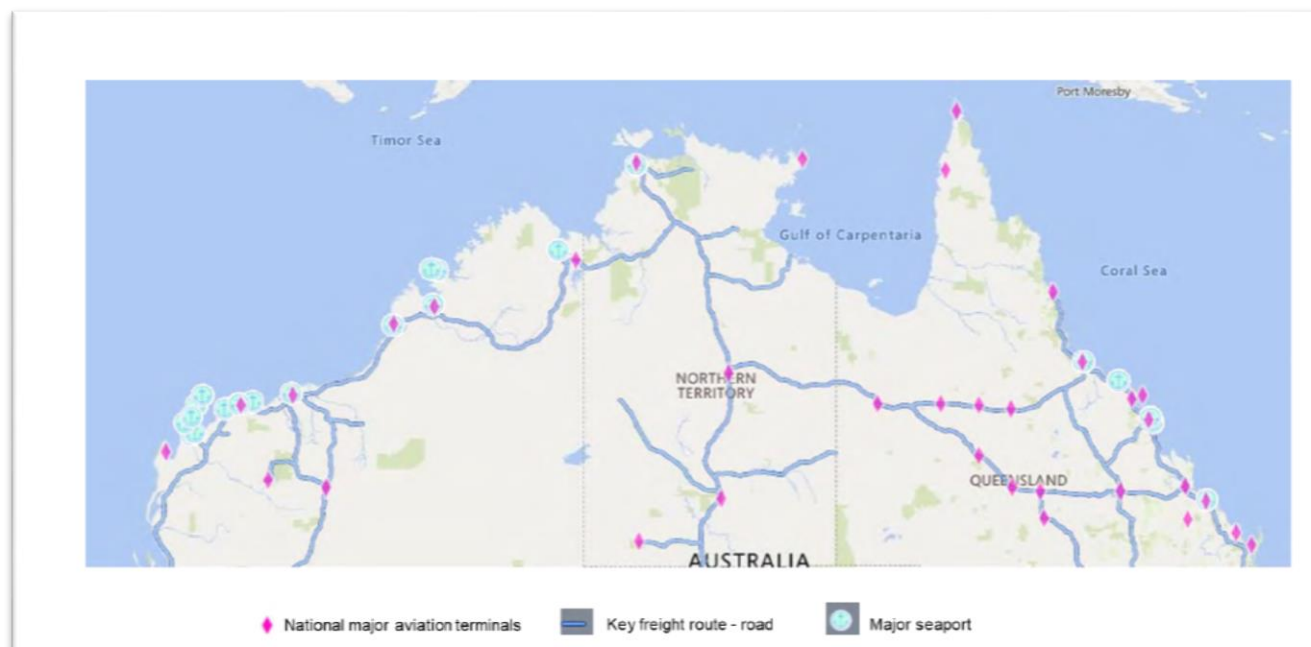 Port Moresby
Timor Sea
Gulf of Carpentaria
Coral Sea
NORTHERN
TERRITORY
QUEENSLAND
AUSTRALIA
National major aviation terminals
Key freight route - road
Major seaport